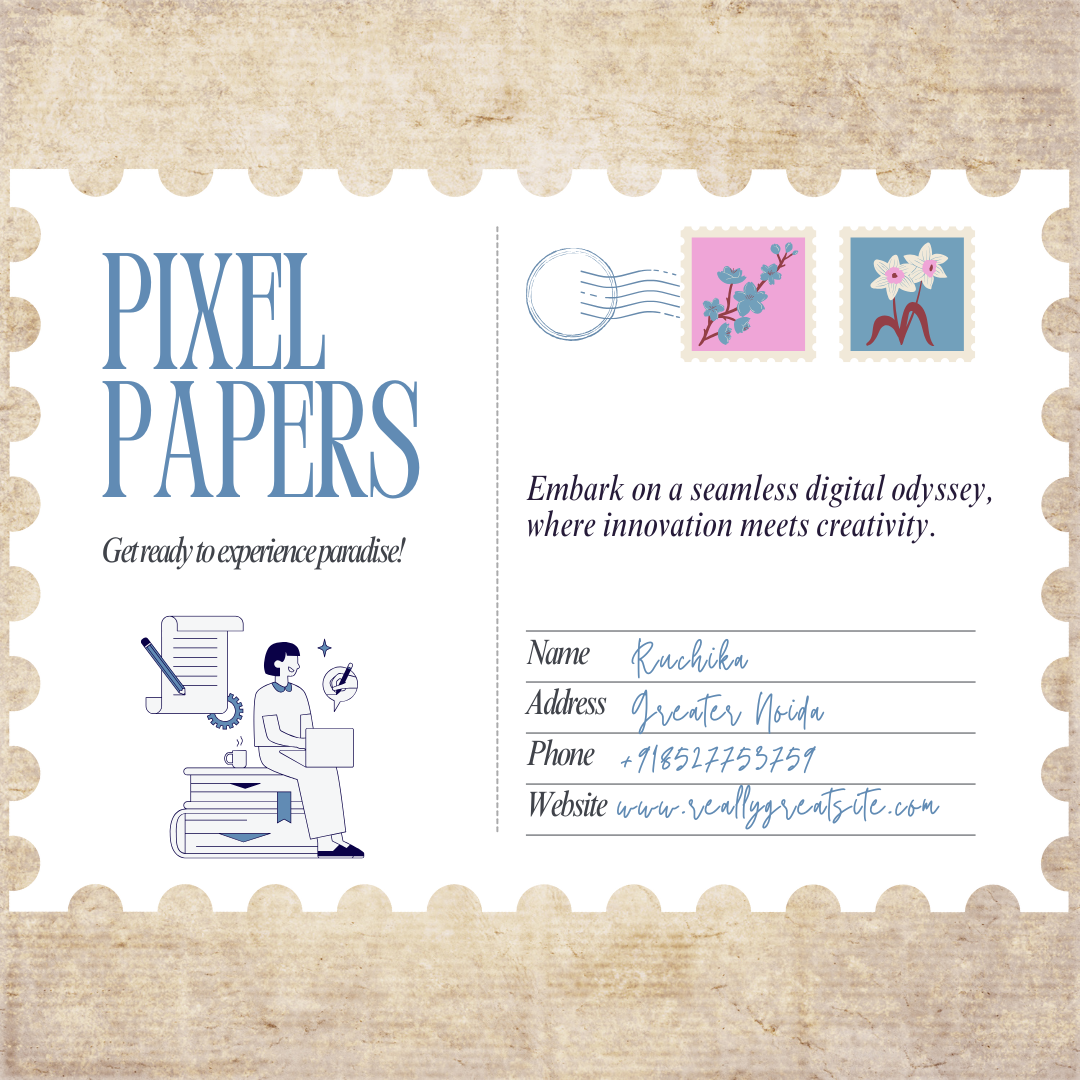 PIXEL
PAPERS
Get ready to experience paradise!
Embark on a seamless digital odyssey,
where innovation meets creativity.
Name Ruchika
Address Greater Noida
Phone +918527753759
Website www.reallygreatsite.com